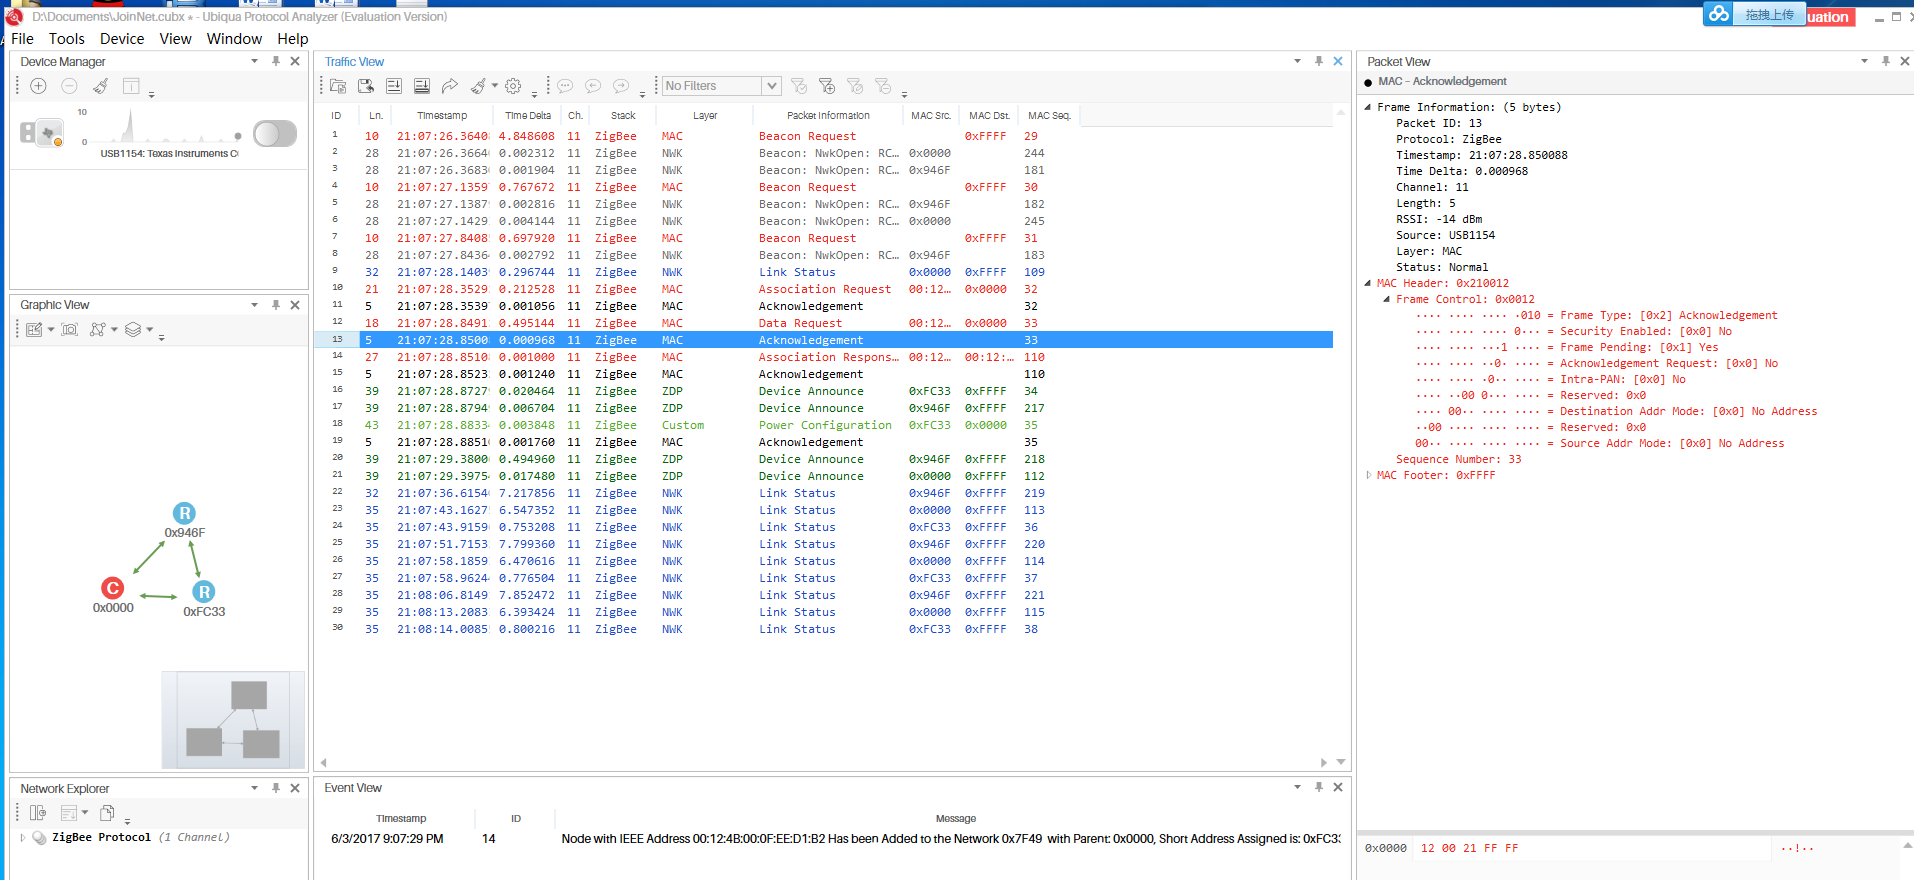 D:\Documents\JoinNet.cubx * - Ubiqua Protocol Analyzer (Evaluation Version)
拖拽上传
uation
File Tools Device View Window Help
Device Manager
10
0
USB1154: Texas Instruments
Graphic View
R
0x946F
C
0x0000
R
0xFC33
Network Explorer
ZigBee Protocol (1 Channel)
Traffic View
No Filters
ID Ln. Timestamp Time Delta Ch. Stack Layer Packet Information MAC Src. MAC Dst. MAC Seq.
1 10 21:07:26.3640 4.848608 11 ZigBee MAC Beacon Request 0xFFFF 29
2 28 21:07:26.3664 0.002312 11 ZigBee NWK Beacon: NwkOpen: RC... 0x0000 244
3 28 21:07:26.3683 0.001904 11 ZigBee NWK Beacon: NwkOpen: RC... 0x946F 181
4 10 21:07:27.1359 0.767672 11 ZigBee MAC Beacon Request 0xFFFF 30
5 28 21:07:27.1387 0.002816 11 ZigBee NWK Beacon: NwkOpen: RC... 0x946F 182
6 28 21:07:27.1429 0.004144 11 ZigBee NWK Beacon: NwkOpen: RC... 0x0000 245
7 10 21:07:27.8408 0.697920 11 ZigBee MAC Beacon Request 0xFFFF 31
8 28 21:07:27.8436 0.002792 11 ZigBee NWK Beacon: NwkOpen: RC... 0x946F 183
9 32 21:07:28.1403 0.296744 11 ZigBee NWK Link Status 0x0000 0xFFFF 109
10 21 21:07:28.3529 0.212528 11 ZigBee MAC Association Request 00:12... 0x0000 32
11 5 21:07:28.3539 0.001056 11 ZigBee MAC Acknowledgement 32
12 18 21:07:28.8491 0.495144 11 ZigBee MAC Data Request 00:12... 0x0000 33
13 5 21:07:28.8500 0.000968 11 ZigBee MAC Acknowledgement 33
14 27 21:07:28.8510 0.001000 11 ZigBee MAC Association Respons... 00:12... 00:12:... 110
15 5 21:07:28.8523 0.001240 11 ZigBee MAC Acknowledgement 110
16 39 21:07:28.8727 0.020464 11 ZigBee ZDP Device Announce 0xFC33 0xFFFF 34
17 39 21:07:28.8794 0.006704 11 ZigBee ZDP Device Announce 0x946F 0xFFFF 217
18 43 21:07:28.8833 0.003848 11 ZigBee Custom Power Configuration 0xFC33 0x0000 35
19 5 21:07:28.8851 0.001760 11 ZigBee MAC Acknowledgement 35
20 39 21:07:29.3800 0.494960 11 ZigBee ZDP Device Announce 0x946F 0xFFFF 218
21 39 21:07:29.3975 0.017480 11 ZigBee ZDP Device Announce 0x0000 0xFFFF 112
22 32 21:07:36.6154 7.217856 11 ZigBee NWK Link Status 0x946F 0xFFFF 219
23 35 21:07:43.1627 6.547352 11 ZigBee NWK Link Status 0x0000 0xFFFF 113
24 35 21:07:43.9159 0.753208 11 ZigBee NWK Link Status 0xFC33 0xFFFF 36
25 35 21:07:51.7153 7.799360 11 ZigBee NWK Link Status 0x946F 0xFFFF 220
26 35 21:07:58.1859 6.470616 11 ZigBee NWK Link Status 0x0000 0xFFFF 114
27 35 21:07:58.9624 0.776504 11 ZigBee NWK Link Status 0xFC33 0xFFFF 37
28 35 21:08:06.8149 7.852472 11 ZigBee NWK Link Status 0x946F 0xFFFF 221
29 35 21:08:13.2083 6.393424 11 ZigBee NWK Link Status 0x0000 0xFFFF 115
30 35 21:08:14.0085 0.800216 11 ZigBee NWK Link Status 0xFC33 0xFFFF 38
Event View
Timestamp ID Message
6/3/2017 9:07:29 PM 14 Node with IEEE Address 00:12:4B:00:0F:EE:D1:B2 Has been Added to the Network 0x7F49 with Parent: 0x0000, Short Address Assigned is: 0xFC33
Packet View
MAC - Acknowledgement
Frame Information: (5 bytes)
Packet ID: 13
Protocol: ZigBee
Timestamp: 21:07:28.850088
Time Delta: 0.000968
Channel: 11
Length: 5
RSSI: -14 dBm
Source: USB1154
Layer: MAC
Status: Normal
MAC Header: 0x210012
Frame Control: 0x0012
···· ···· ···· ·010 = Frame Type: [0x2] Acknowledgement
···· ···· ···· 0··· = Security Enabled: [0x0] No
···· ···· ···1 ···· = Frame Pending: [0x1] Yes
···· ···· ··0· ···· = Acknowledgement Request: [0x0] No
···· ···· ·0·· ···· = Intra-PAN: [0x0] No
···· ··00 0··· ···· = Reserved: 0x0
···· 00·· ···· ···· = Destination Addr Mode: [0x0] No Address
··00 ···· ···· ···· = Reserved: 0x0
00·· ···· ···· ···· = Source Addr Mode: [0x0] No Address
Sequence Number: 33
MAC Footer: 0xFFFF
0x0000 12 00 21 FF FF ··!··